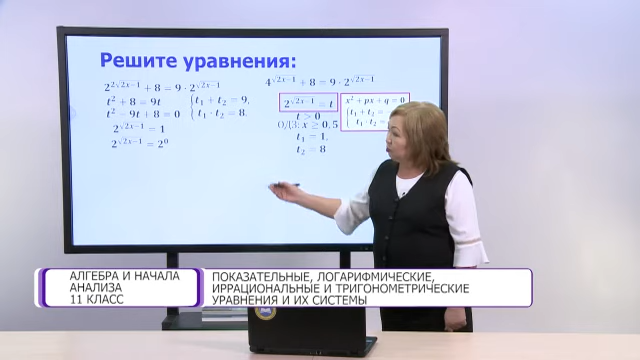 Решите уравнения:
4^{√(2x−1)} + 8 = 9 · 2^{√(2x−1)}
2^{2√(2x−1)} + 8 = 9 · 2^{√(2x−1)}
t² + 8 = 9t
t² − 9t + 8 = 0
{t₁ + t₂ = 9,
{t₁ · t₂ = 8.
2^{√(2x−1)} = 1
2^{√(2x−1)} = 2⁰
2^{√(2x−1)} = t
t > 0
ОДЗ: x ≥ 0,5
t₁ = 1,
t₂ = 8
x² + px + q = 0
{t₁ + t₂ =
{t₁ · t₂ =
АЛГЕБРА И НАЧАЛА
АНАЛИЗА
11 КЛАСС
ПОКАЗАТЕЛЬНЫЕ, ЛОГАРИФМИЧЕСКИЕ,
ИРРАЦИОНАЛЬНЫЕ И ТРИГОНОМЕТРИЧЕСКИЕ
УРАВНЕНИЯ И ИХ СИСТЕМЫ